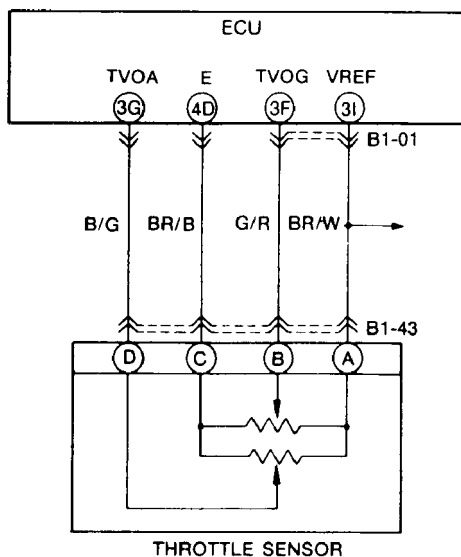 ECU
TVOA E TVOG VREF
3G 4D 3F 3I
B1-01
B/G BR/B G/R BR/W
B1-43
D C B A
THROTTLE SENSOR